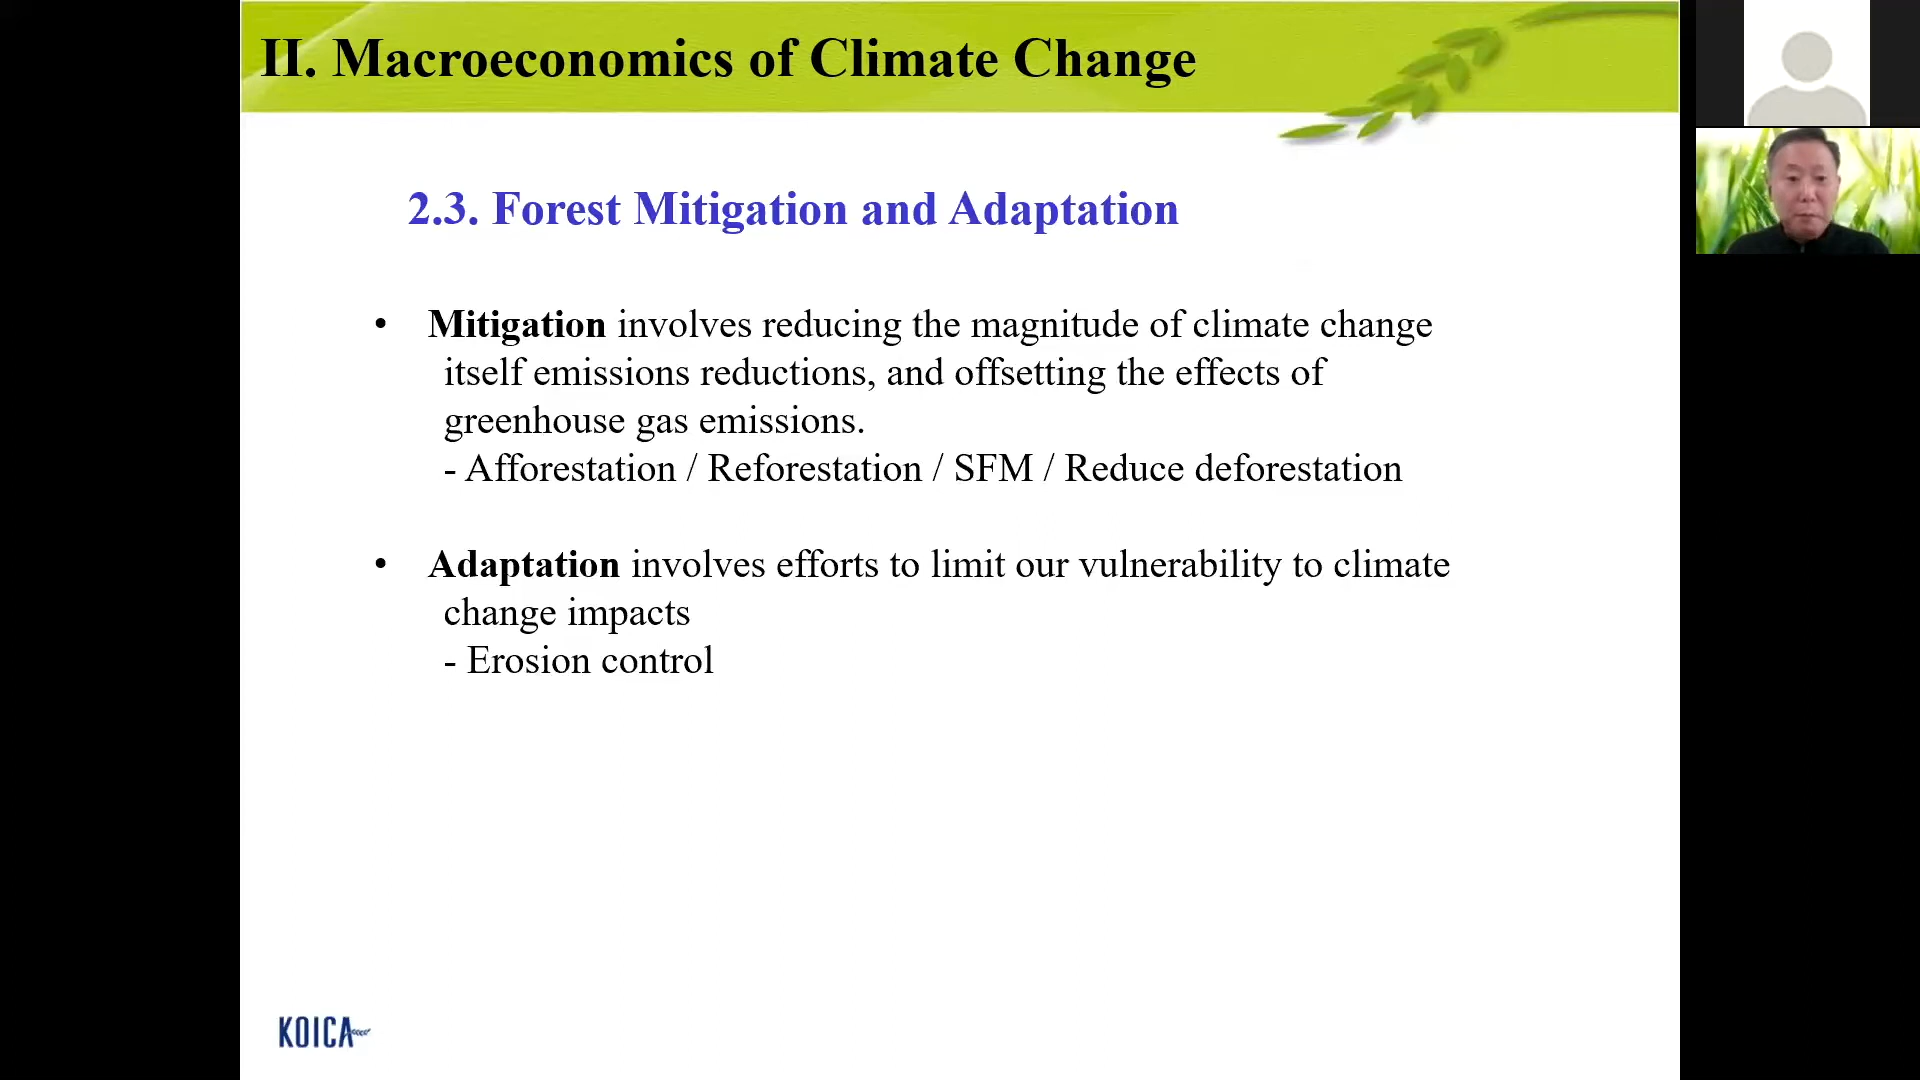 II. Macroeconomics of Climate Change
2.3. Forest Mitigation and Adaptation
• Mitigation involves reducing the magnitude of climate change
itself emissions reductions, and offsetting the effects of
greenhouse gas emissions.
- Afforestation / Reforestation / SFM / Reduce deforestation
• Adaptation involves efforts to limit our vulnerability to climate
change impacts
- Erosion control
KOICA